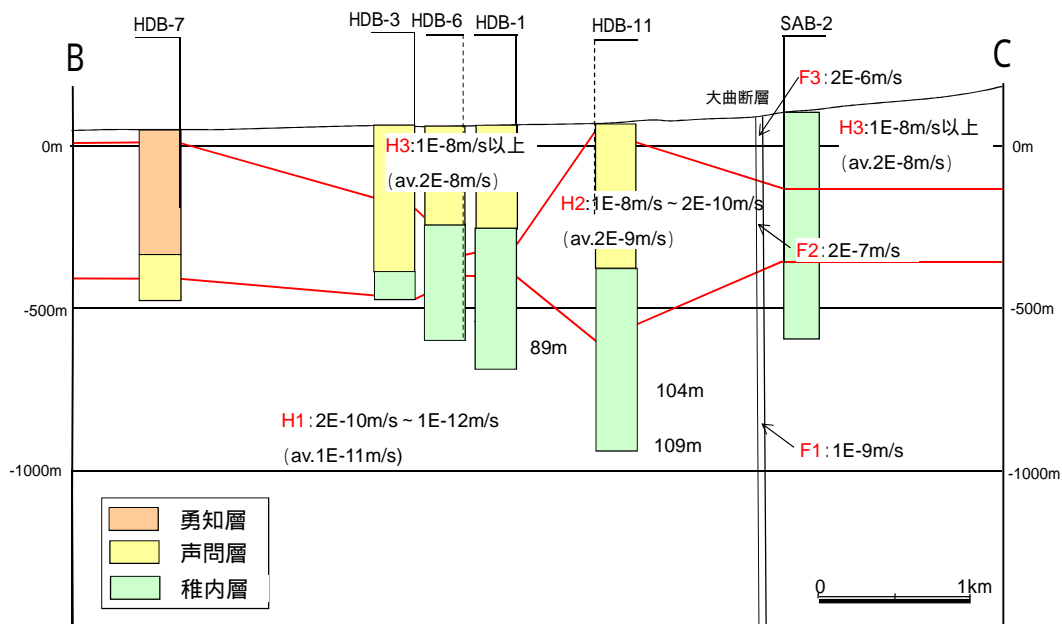 HDB-7
HDB-3
HDB-6
HDB-1
HDB-11
SAB-2
B
C
F3:2E-6m/s
大曲断層
H3:1E-8m/s以上
(av.2E-8m/s)
H3:1E-8m/s以上
(av.2E-8m/s)
0m
0m
H2:1E-8m/s～2E-10m/s
(av.2E-9m/s)
F2:2E-7m/s
-500m
-500m
89m
104m
H1:2E-10m/s～1E-12m/s
(av.1E-11m/s)
109m
F1:1E-9m/s
-1000m
-1000m
勇知層
声問層
稚内層
0 1km